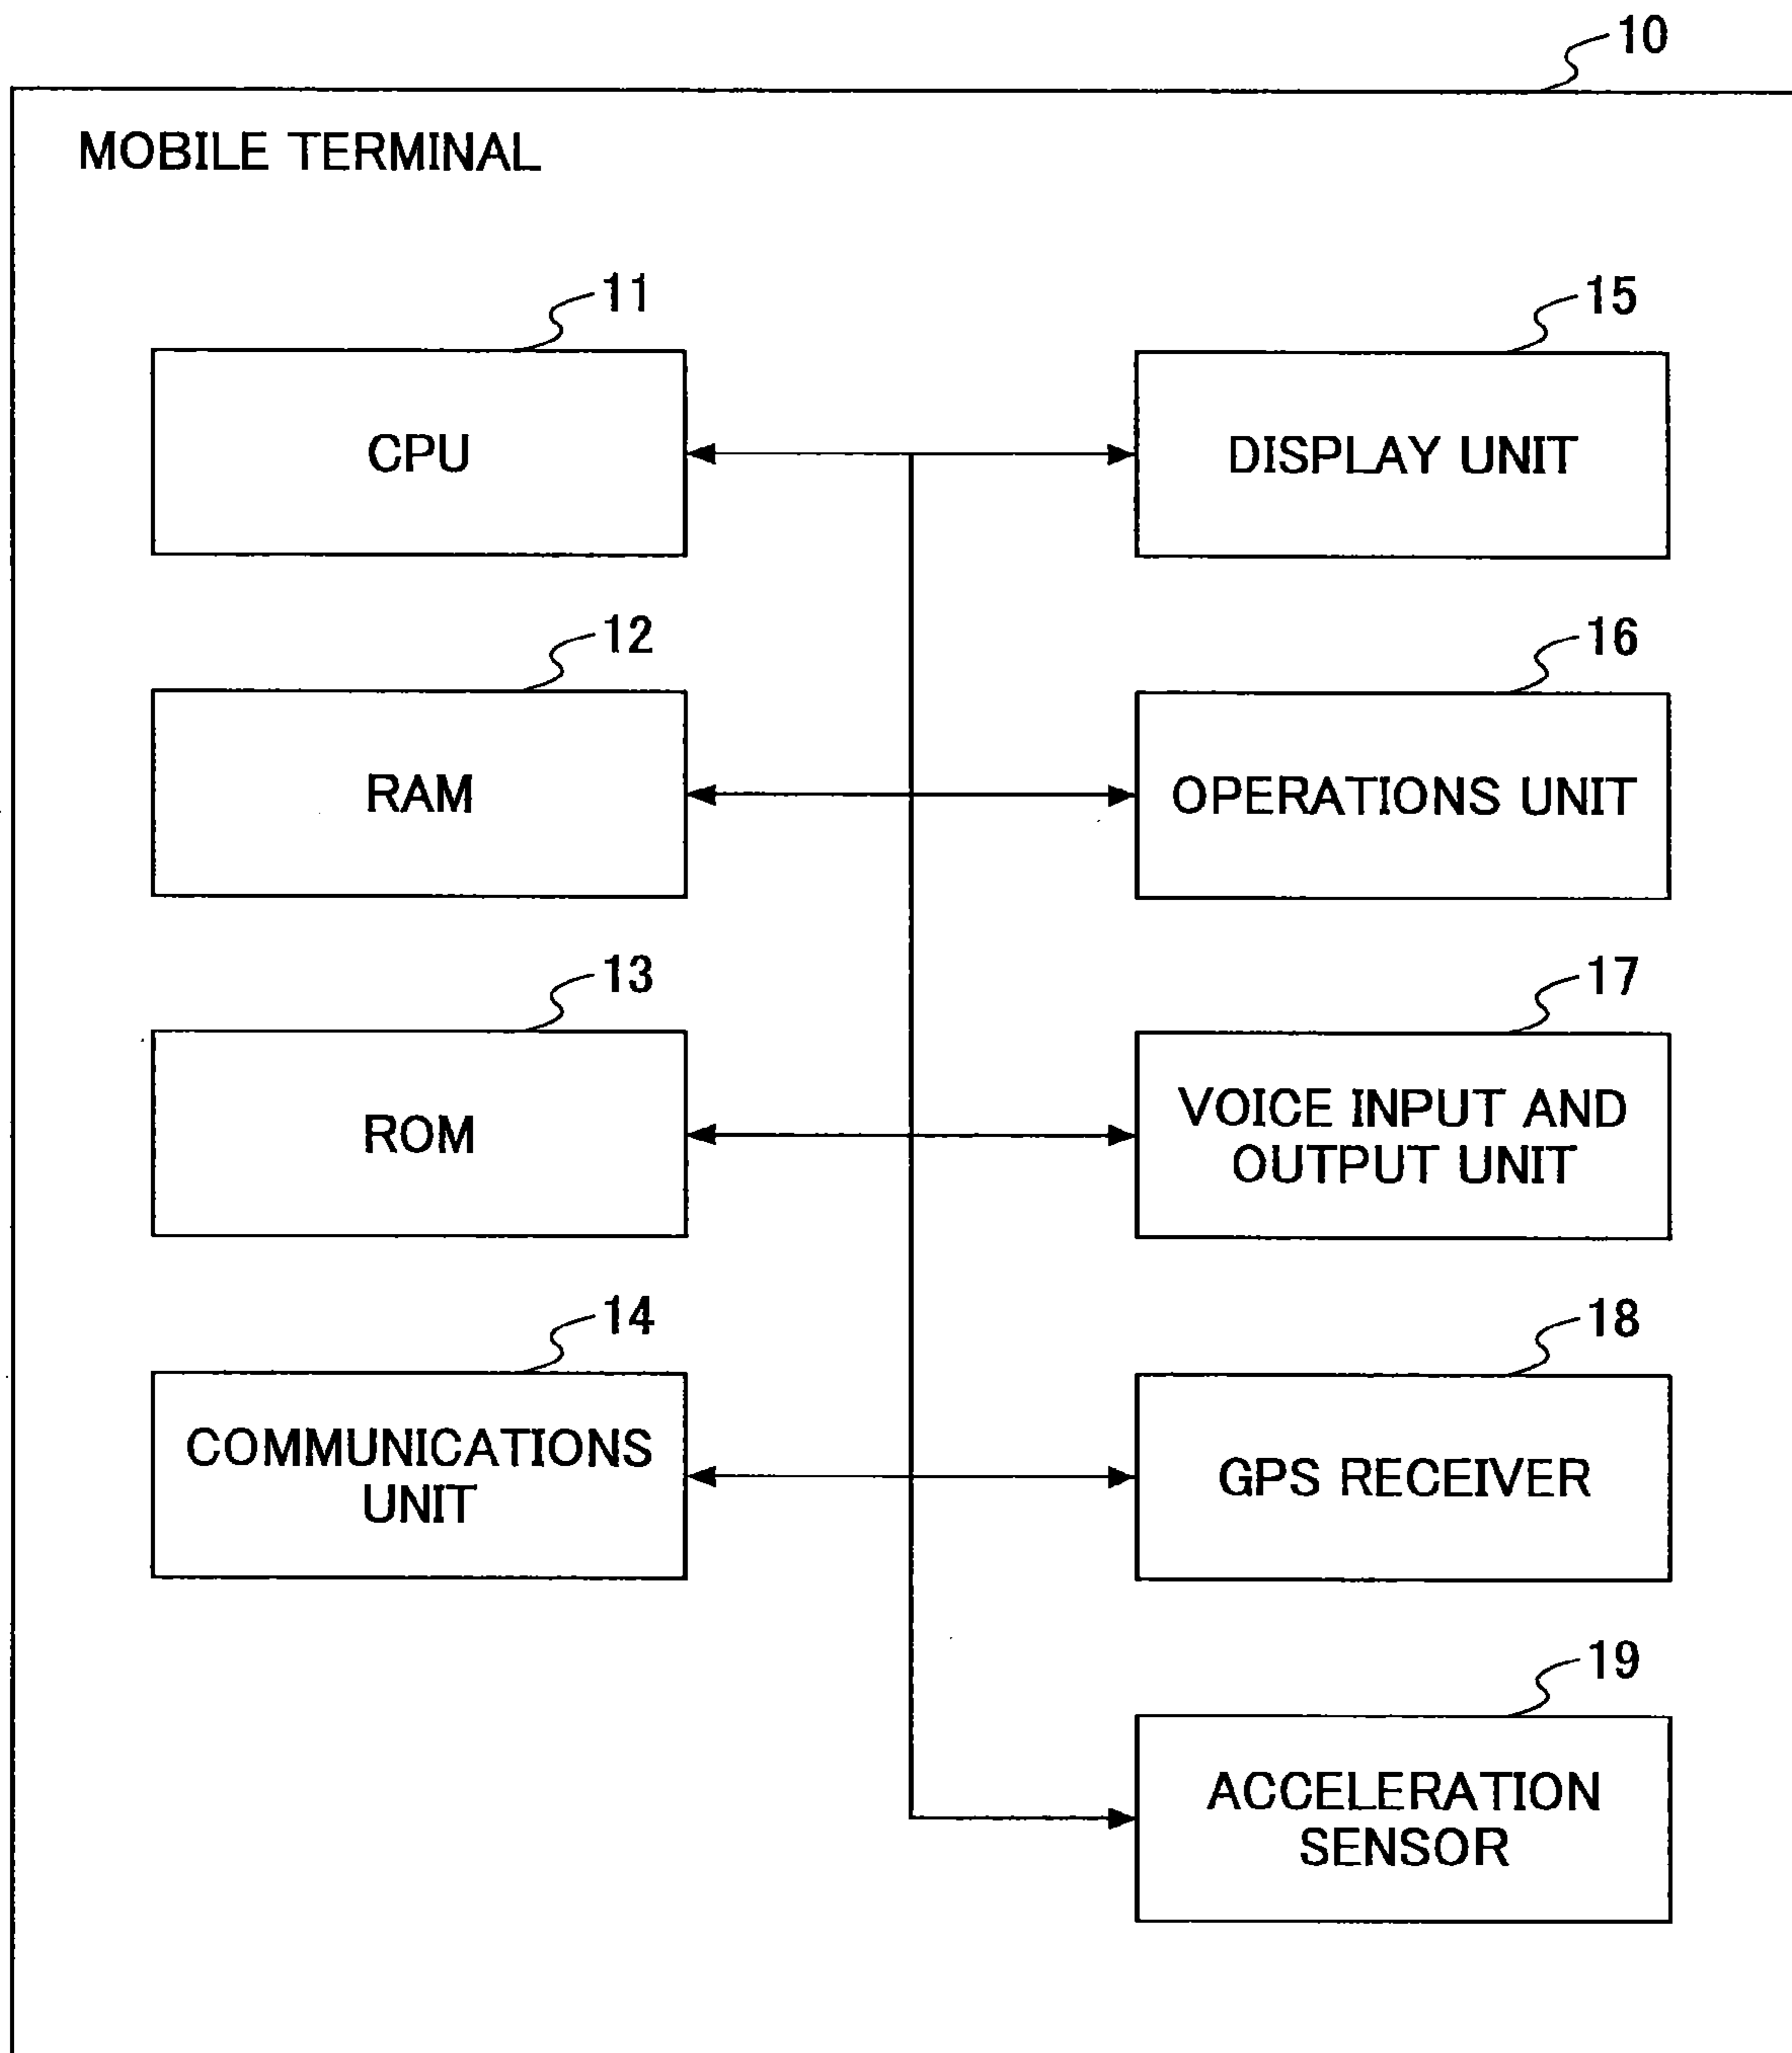 10
MOBILE TERMINAL
11
CPU
15
DISPLAY UNIT
12
RAM
16
OPERATIONS UNIT
13
ROM
17
VOICE INPUT AND
OUTPUT UNIT
14
COMMUNICATIONS
UNIT
18
GPS RECEIVER
19
ACCELERATION
SENSOR